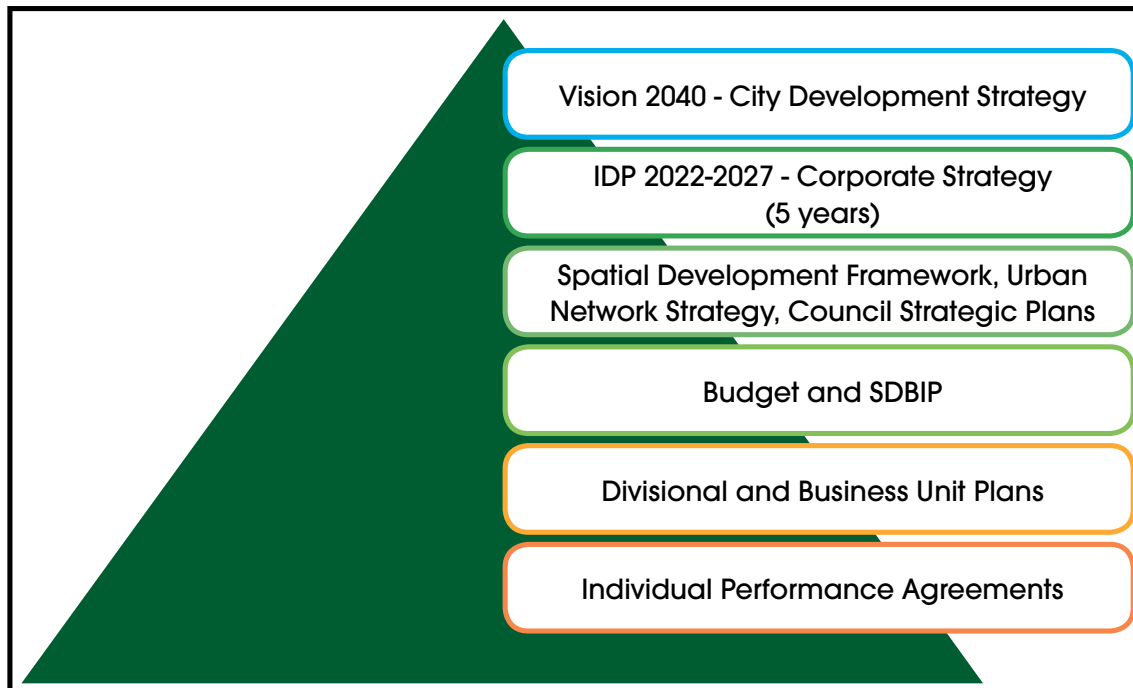 Vision 2040 - City Development Strategy
IDP 2022-2027 - Corporate Strategy
(5 years)
Spatial Development Framework, Urban
Network Strategy, Council Strategic Plans
Budget and SDBIP
Divisional and Business Unit Plans
Individual Performance Agreements